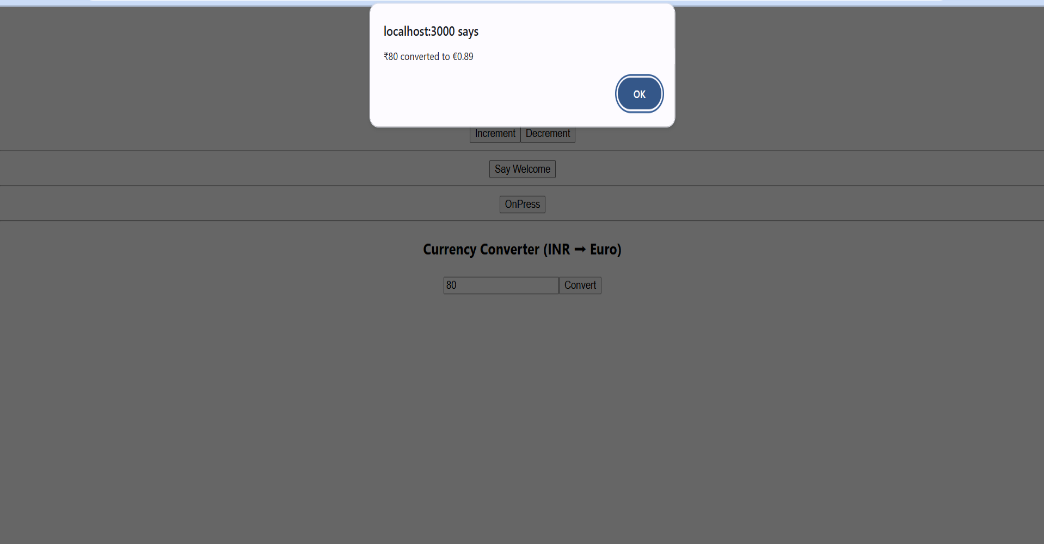 localhost:3000 says
₹80 converted to €0.89
OK
Increment Decrement
Say Welcome
OnPress
Currency Converter (INR ➞ Euro)
80 Convert